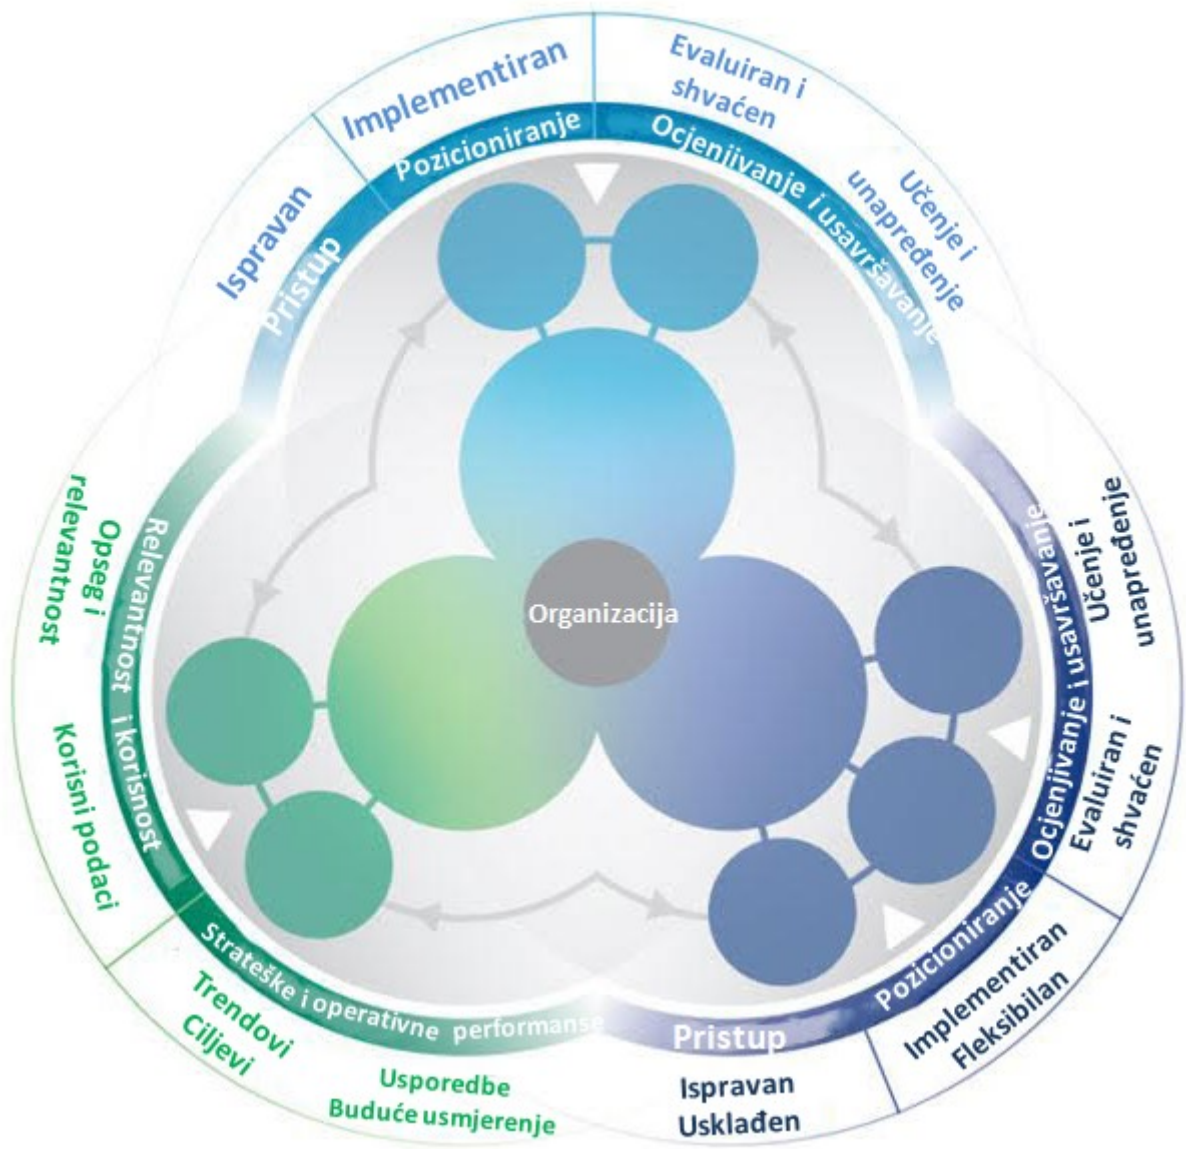 Ispravan
Implementiran
Evaluiran i
shvaćen
Učenje i
unapređenje
Pristup
Pozicioniranje
Ocjenjivanje i usavršavanje
Organizacija
Opseg i
relevantnost
Korisni podaci
Relevantnost i korisnost
Strateške i operativne performanse
Trendovi
Ciljevi
Usporedbe
Buduće usmjerenje
Učenje i
unapređenje
Evaluiran i
shvaćen
Ocjenjivanje i usavršavanje
Pozicioniranje
Implementiran
Fleksibilan
Pristup
Ispravan
Usklađen